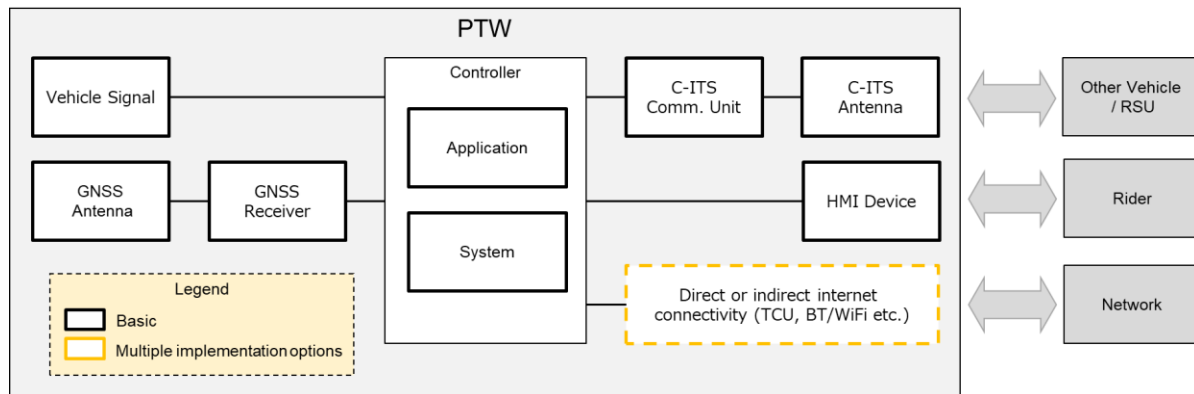 PTW
Vehicle Signal
Controller
C-ITS
Comm. Unit
C-ITS
Antenna
Other Vehicle
/ RSU
Application
GNSS
Antenna
GNSS
Receiver
HMI Device
Rider
System
Legend
Basic
Multiple implementation options
Direct or indirect internet
connectivity (TCU, BT/WiFi etc.)
Network